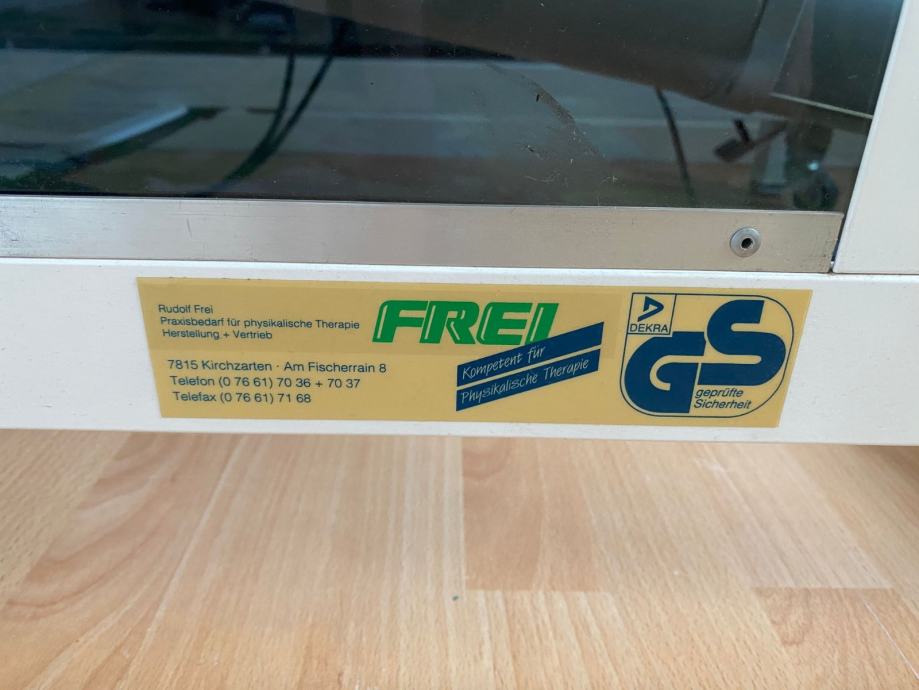 Rudolf Frei
Praxisbedarf für physikalische Therapie
Herstellung + Vertrieb
7815 Kirchzarten · Am Fischerrain 8
Telefon (0 76 61) 70 36 + 70 37
Telefax (0 76 61) 71 68
FREI
Kompetent für
Physikalische Therapie
DEKRA
GS
geprüfte
Sicherheit